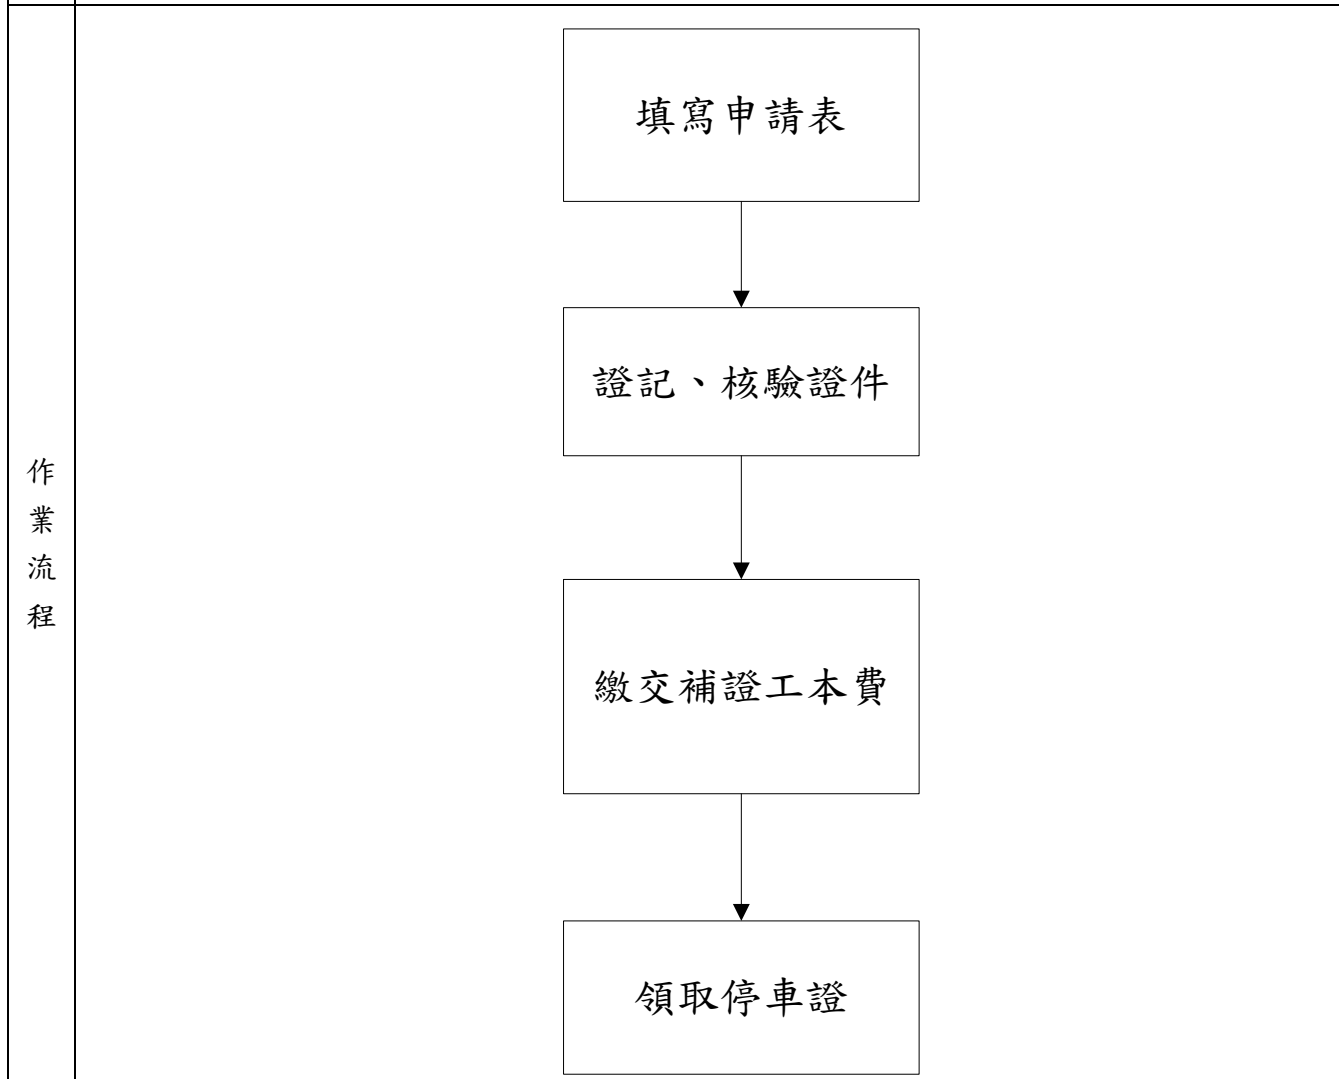 作業流程
填寫申請表
證記、核驗證件
繳交補證工本費
領取停車證